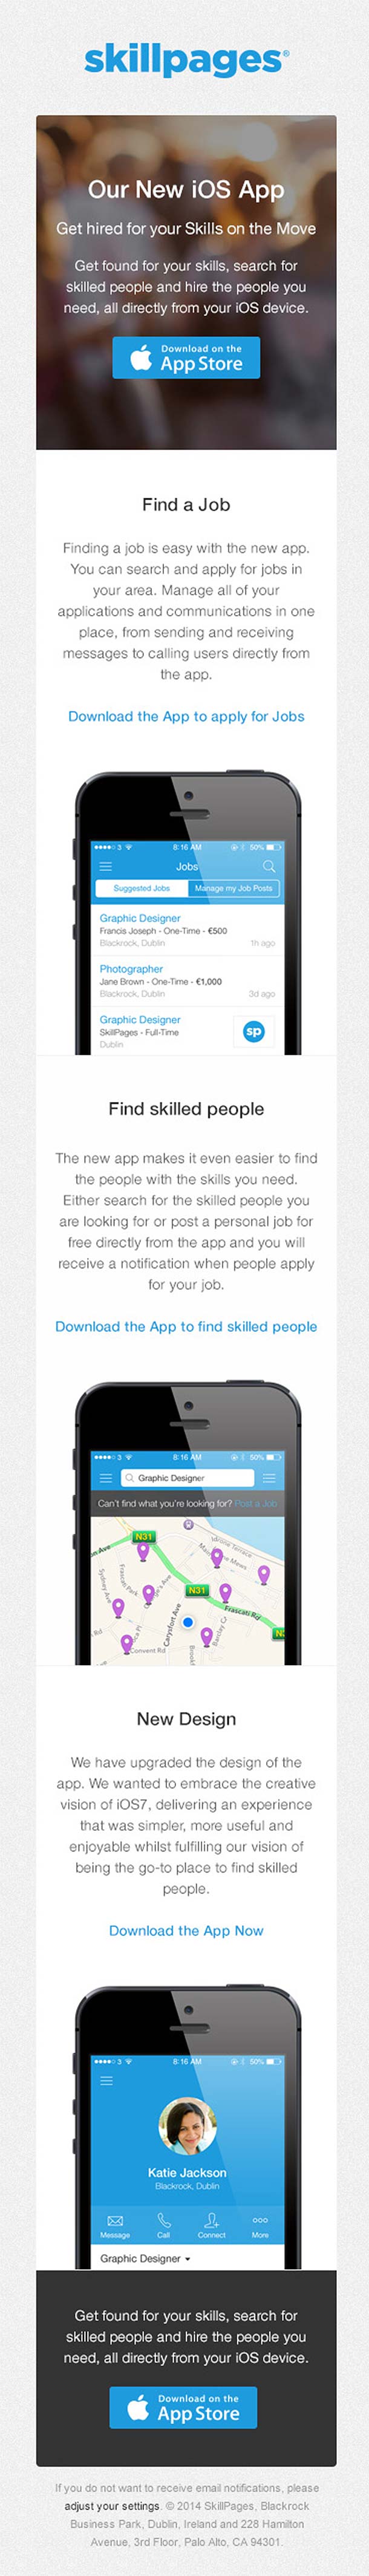 skillpages®
Our New iOS App
Get hired for your Skills on the Move
Get found for your skills, search for
skilled people and hire the people you
need, all directly from your iOS device.
Download on the
App Store
Find a Job
Finding a job is easy with the new app.
You can search and apply for jobs in
your area. Manage all of your
applications and communications in one
place, from sending and receiving
messages to calling users directly from
the app.
Download the App to apply for Jobs
3 8:16 AM 50%
Jobs
Suggested Jobs Manage my Job Posts
Graphic Designer
Francis Joseph - One-Time - €500
Blackrock, Dublin 1h ago
Photographer
Jane Brown - One-Time - €1,000
Blackrock, Dublin 3d ago
Graphic Designer
SkillPages - Full-Time
sp
Dublin
Find skilled people
The new app makes it even easier to find
the people with the skills you need.
Either search for the skilled people you
are looking for or post a personal job for
free directly from the app and you will
receive a notification when people apply
for your job.
Download the App to find skilled people
3 8:16 AM 50%
Graphic Designer
Can't find what you're looking for? Post a Job
N31
Sydney Ave
Frascati Park
N31
Frascati Rd
Carysfort Ave
N
Convent Rd
New Design
We have upgraded the design of the
app. We wanted to embrace the creative
vision of iOS7, delivering an experience
that was simpler, more useful and
enjoyable whilst fulfilling our vision of
being the go-to place to find skilled
people.
Download the App Now
3 8:16 AM 50%
Katie Jackson
Blackrock, Dublin
Message Call Connect More
Graphic Designer
Get found for your skills, search for
skilled people and hire the people you
need, all directly from your iOS device.
Download on the
App Store
If you do not want to receive email notifications, please
adjust your settings. © 2014 SkillPages, Blackrock
Business Park, Dublin, Ireland and 228 Hamilton
Avenue, 3rd Floor, Palo Alto, CA 94301.